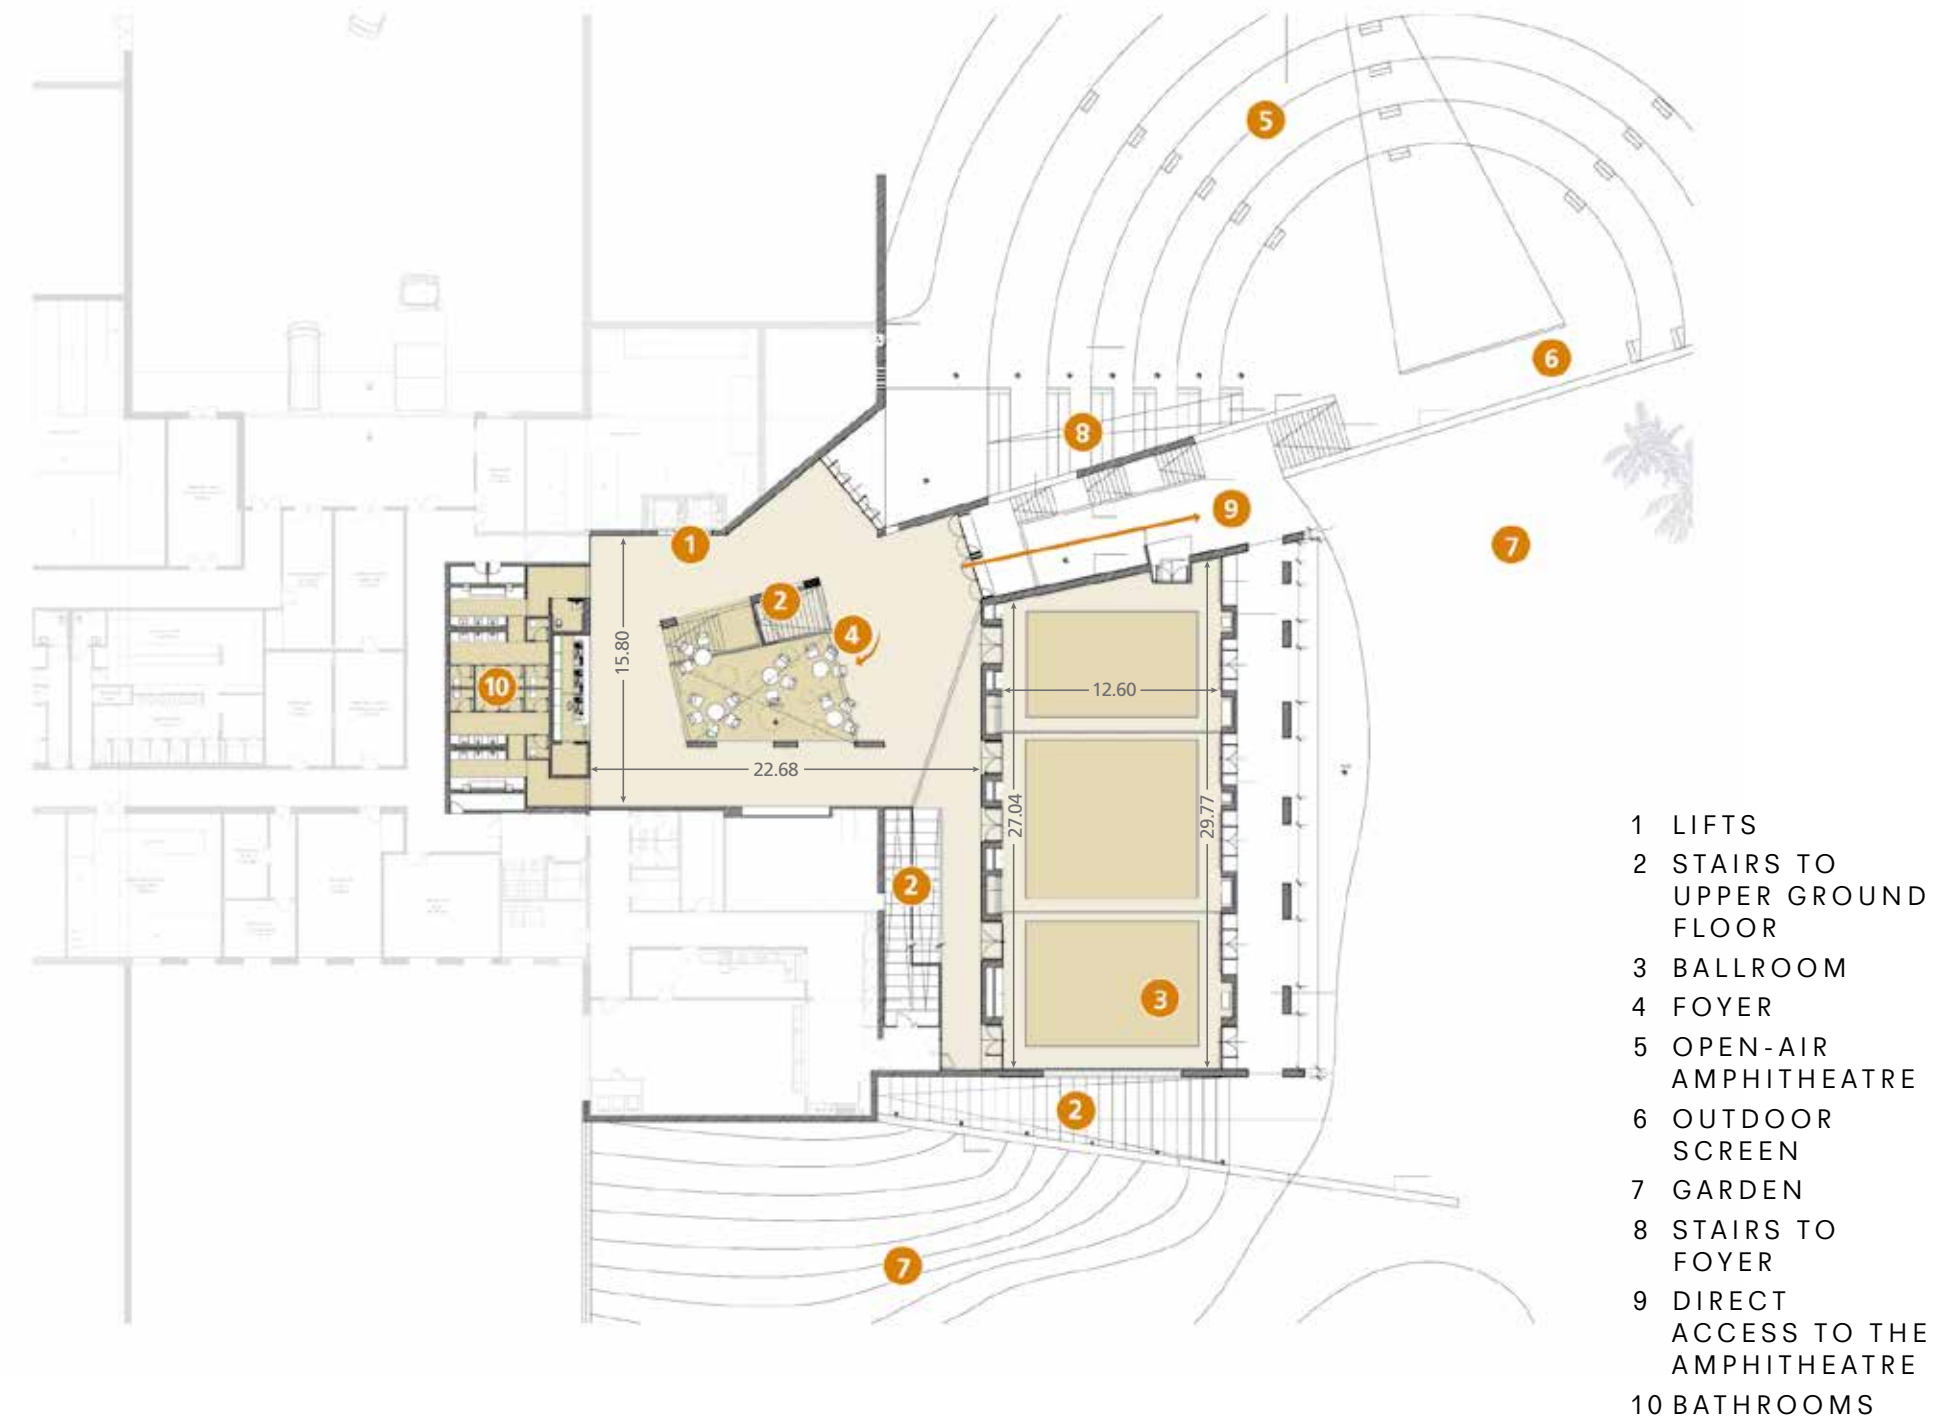 5
6
8
9
7
1
2
4
15.80
10
12.60
22.68
27.04
29.77
2
3
2
7
1 LIFTS
2 STAIRS TO
UPPER GROUND
FLOOR
3 BALLROOM
4 FOYER
5 OPEN-AIR
AMPHITHEATRE
6 OUTDOOR
SCREEN
7 GARDEN
8 STAIRS TO
FOYER
9 DIRECT
ACCESS TO THE
AMPHITHEATRE
10 BATHROOMS